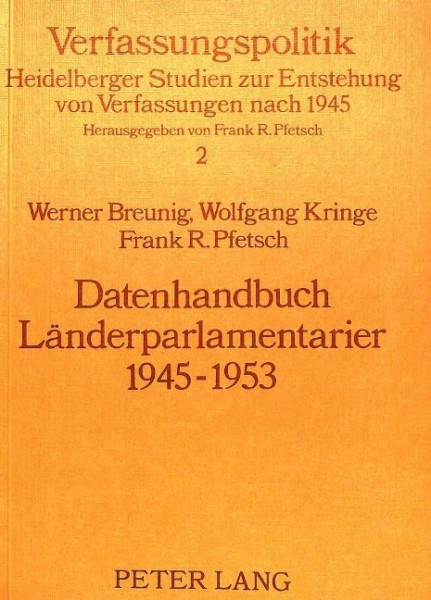 Verfassungspolitik
Heidelberger Studien zur Entstehung
von Verfassungen nach 1945
Herausgegeben von Frank R. Pfetsch
2
Werner Breunig, Wolfgang Kringe
Frank R. Pfetsch
Datenhandbuch
Länderparlamentarier
1945-1953
PETER LANG